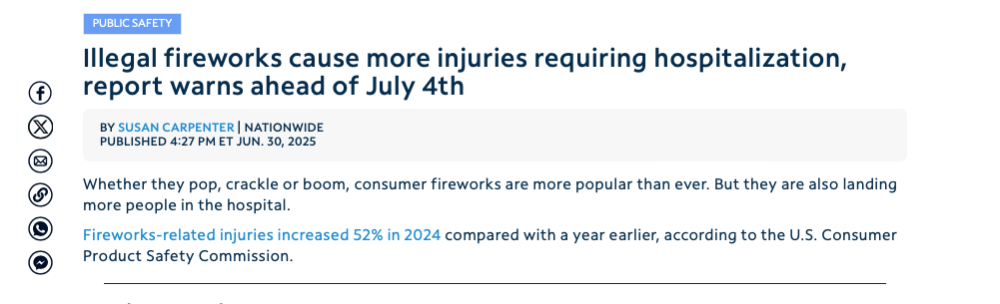 PUBLIC SAFETY
Illegal fireworks cause more injuries requiring hospitalization,
report warns ahead of July 4th
BY SUSAN CARPENTER | NATIONWIDE
PUBLISHED 4:27 PM ET JUN. 30, 2025
Whether they pop, crackle or boom, consumer fireworks are more popular than ever. But they are also landing
more people in the hospital.
Fireworks-related injuries increased 52% in 2024 compared with a year earlier, according to the U.S. Consumer
Product Safety Commission.